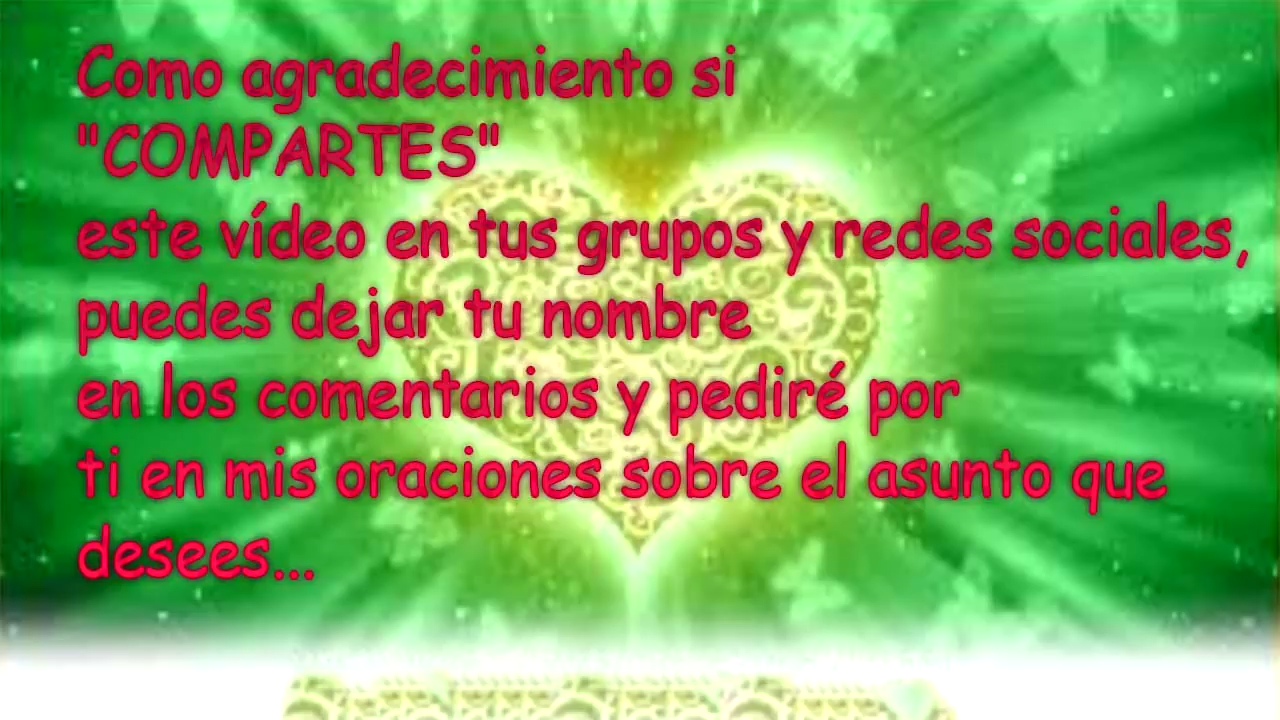 Como agradecimiento si
"COMPARTES"
este vídeo en tus grupos y redes sociales,
puedes dejar tu nombre
en los comentarios y pediré por
ti en mis oraciones sobre el asunto que
desees...